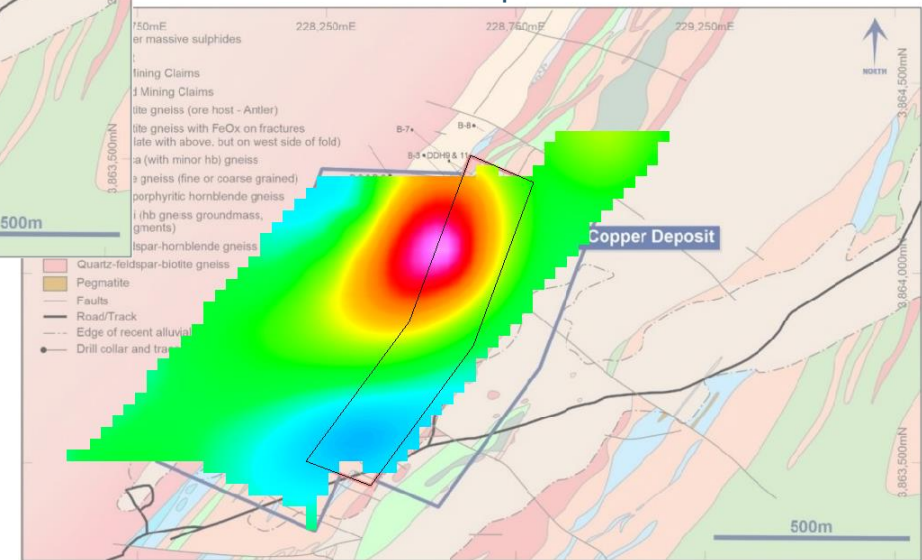 750mE
228,250mE
228,750mE
229,250mE
er massive sulphides
NORTH
3,864,500mN
Mining Claims
d Mining Claims
tite gneiss (ore host - Antler)
tite gneiss with FeOx on fractures
late with above, but on west side of fold)
B-7
B-8
B-3
DDH9 & 11
a (with minor hb) gneiss
3,863,500mN
e gneiss (fine or coarse grained)
porphyritic hornblende gneiss
i (hb gneiss groundmass,
gments)
500m
Copper Deposit
ldspar-hornblende gneiss
Quartz-feldspar-biotite gneiss
Pegmatite
3,864,000mN
Faults
Road/Track
Edge of recent alluvial
Drill collar and trace
3,863,500mN
500m